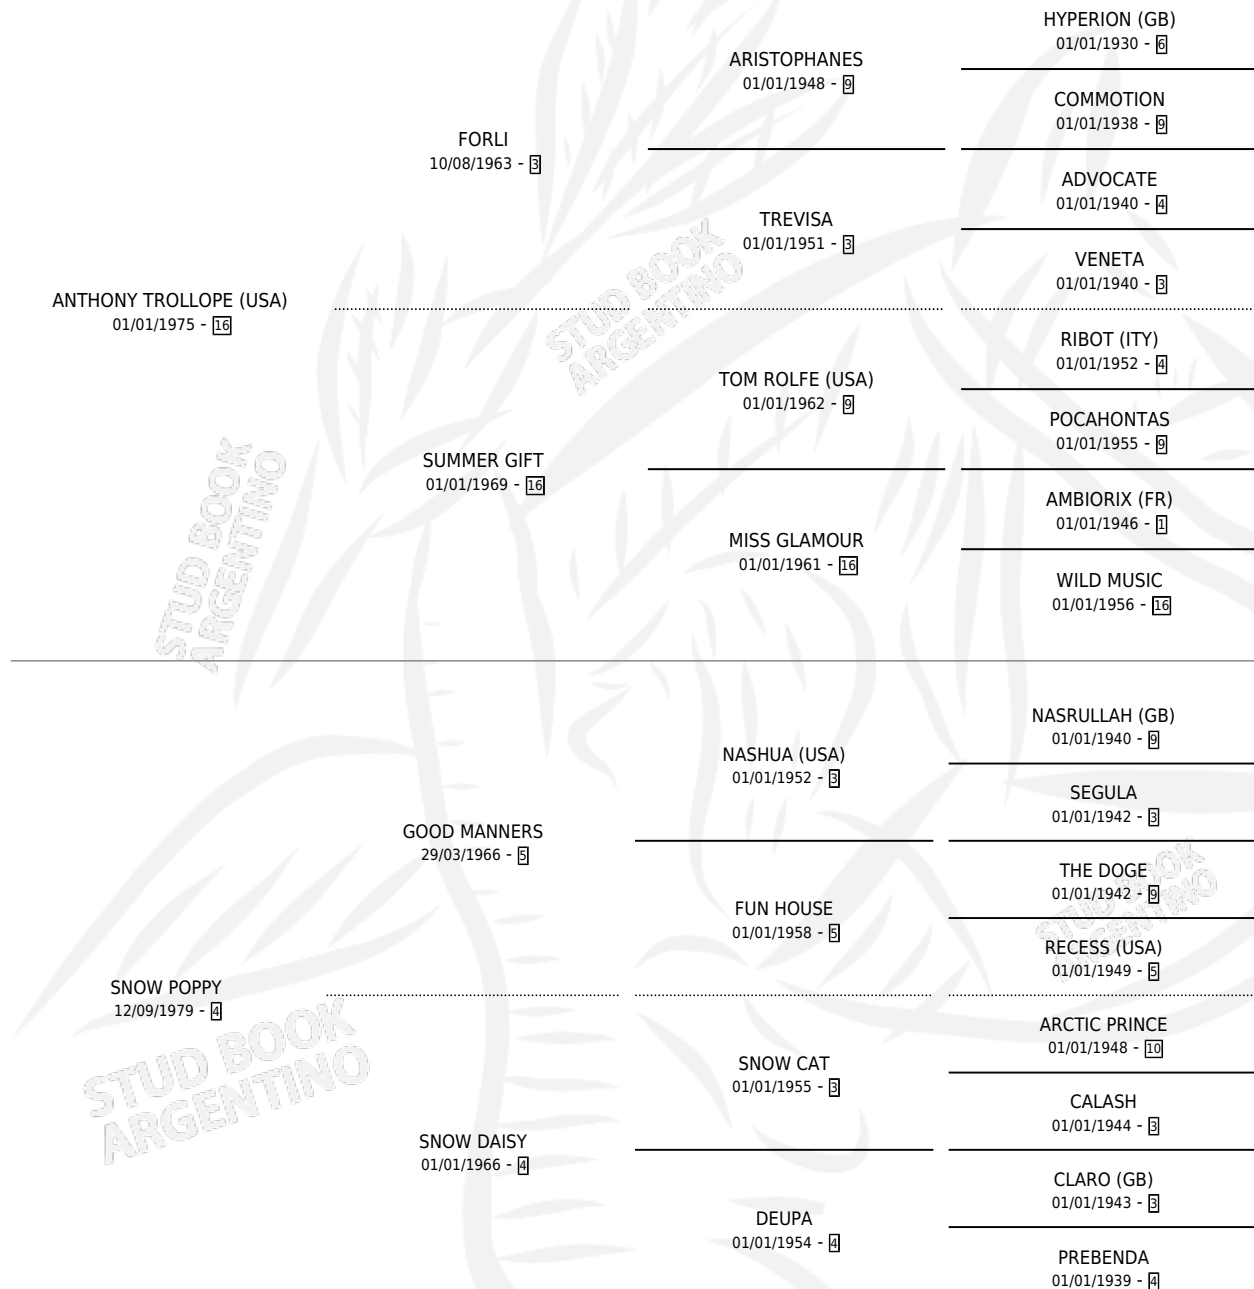 HYPERION (GB)
01/01/1930 - 6
ARISTOPHANES
01/01/1948 - 9
COMMOTION
01/01/1938 - 9
FORLI
10/08/1963 - 3
ADVOCATE
01/01/1940 - 4
TREVISA
01/01/1951 - 3
VENETA
01/01/1940 - 3
ANTHONY TROLLOPE (USA)
01/01/1975 - 16
RIBOT (ITY)
01/01/1952 - 4
TOM ROLFE (USA)
01/01/1962 - 9
POCAHONTAS
01/01/1955 - 9
SUMMER GIFT
01/01/1969 - 16
AMBIORIX (FR)
01/01/1946 - 1
MISS GLAMOUR
01/01/1961 - 16
WILD MUSIC
01/01/1956 - 16
NASRULLAH (GB)
01/01/1940 - 9
NASHUA (USA)
01/01/1952 - 3
SEGULA
01/01/1942 - 3
GOOD MANNERS
29/03/1966 - 5
THE DOGE
01/01/1942 - 9
FUN HOUSE
01/01/1958 - 5
RECESS (USA)
01/01/1949 - 5
SNOW POPPY
12/09/1979 - 4
ARCTIC PRINCE
01/01/1948 - 10
SNOW CAT
01/01/1955 - 3
CALASH
01/01/1944 - 3
SNOW DAISY
01/01/1966 - 4
CLARO (GB)
01/01/1943 - 3
DEUPA
01/01/1954 - 4
PREBENDA
01/01/1939 - 4
STUD BOOK
ARGENTINO
STUD BOOK
ARGENTINO
STUD BOOK
ARGENTINO
STUD BOOK
ARGENTINO